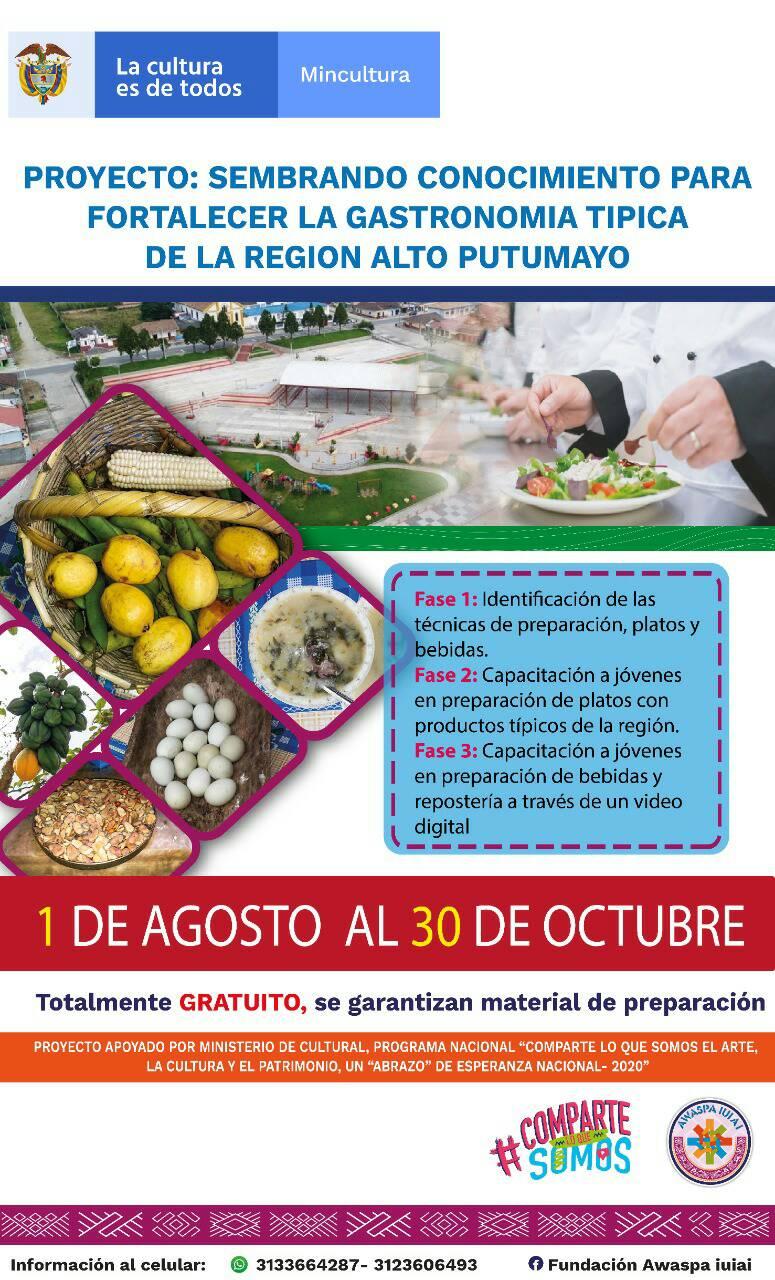 La cultura
es de todos
Mincultura
PROYECTO: SEMBRANDO CONOCIMIENTO PARA
FORTALECER LA GASTRONOMIA TIPICA
DE LA REGION ALTO PUTUMAYO
Fase 1: Identificación de las
técnicas de preparación, platos y
bebidas.
Fase 2: Capacitación a jóvenes
en preparación de platos con
productos típicos de la región.
Fase 3: Capacitación a jóvenes
en preparación de bebidas y
repostería a través de un video
digital
1 DE AGOSTO AL 30 DE OCTUBRE
Totalmente GRATUITO, se garantizan material de preparación
PROYECTO APOYADO POR MINISTERIO DE CULTURAL, PROGRAMA NACIONAL “COMPARTE LO QUE SOMOS EL ARTE,
LA CULTURA Y EL PATRIMONIO, UN “ABRAZO” DE ESPERANZA NACIONAL- 2020”
#COMPARTE
LO QUE
SOMOS
AWASPA IUIAI
Información al celular: 3133664287- 3123606493 Fundación Awaspa iuiai